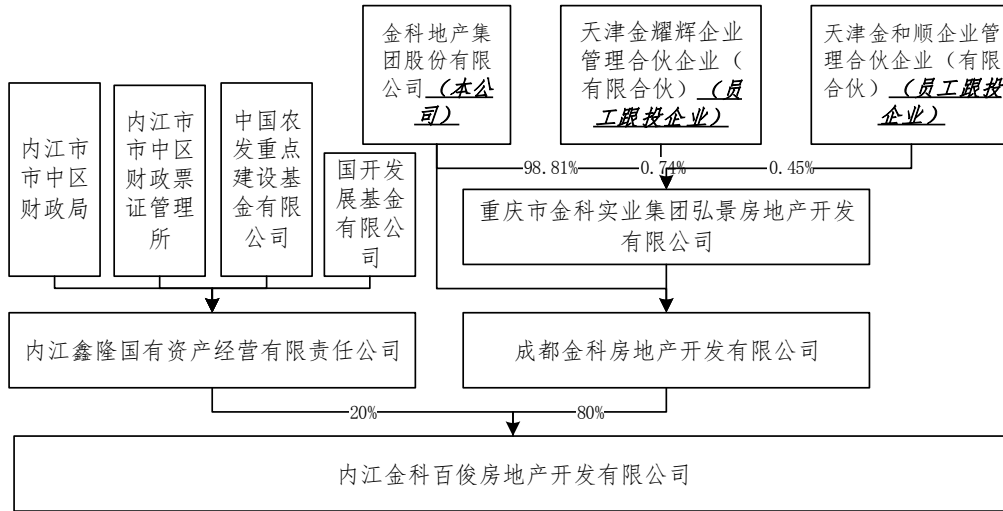 金科地产集
团股份有限
公司（本公
司）
天津金耀辉企业
管理合伙企业（
有限合伙）（员
工跟投企业）
天津金和顺企业管
理合伙企业（有限
合伙）（员工跟投
企业）
内江市
市中区
财政局
内江市
市中区
财政票
证管理
所
中国农
发重点
建设基
金有限
公司
国开发
展基金
有限公
司
98.81%
0.74%
0.45%
重庆市金科实业集团弘景房地产开发
有限公司
内江鑫隆国有资产经营有限责任公司
成都金科房地产开发有限公司
20%
80%
内江金科百俊房地产开发有限公司